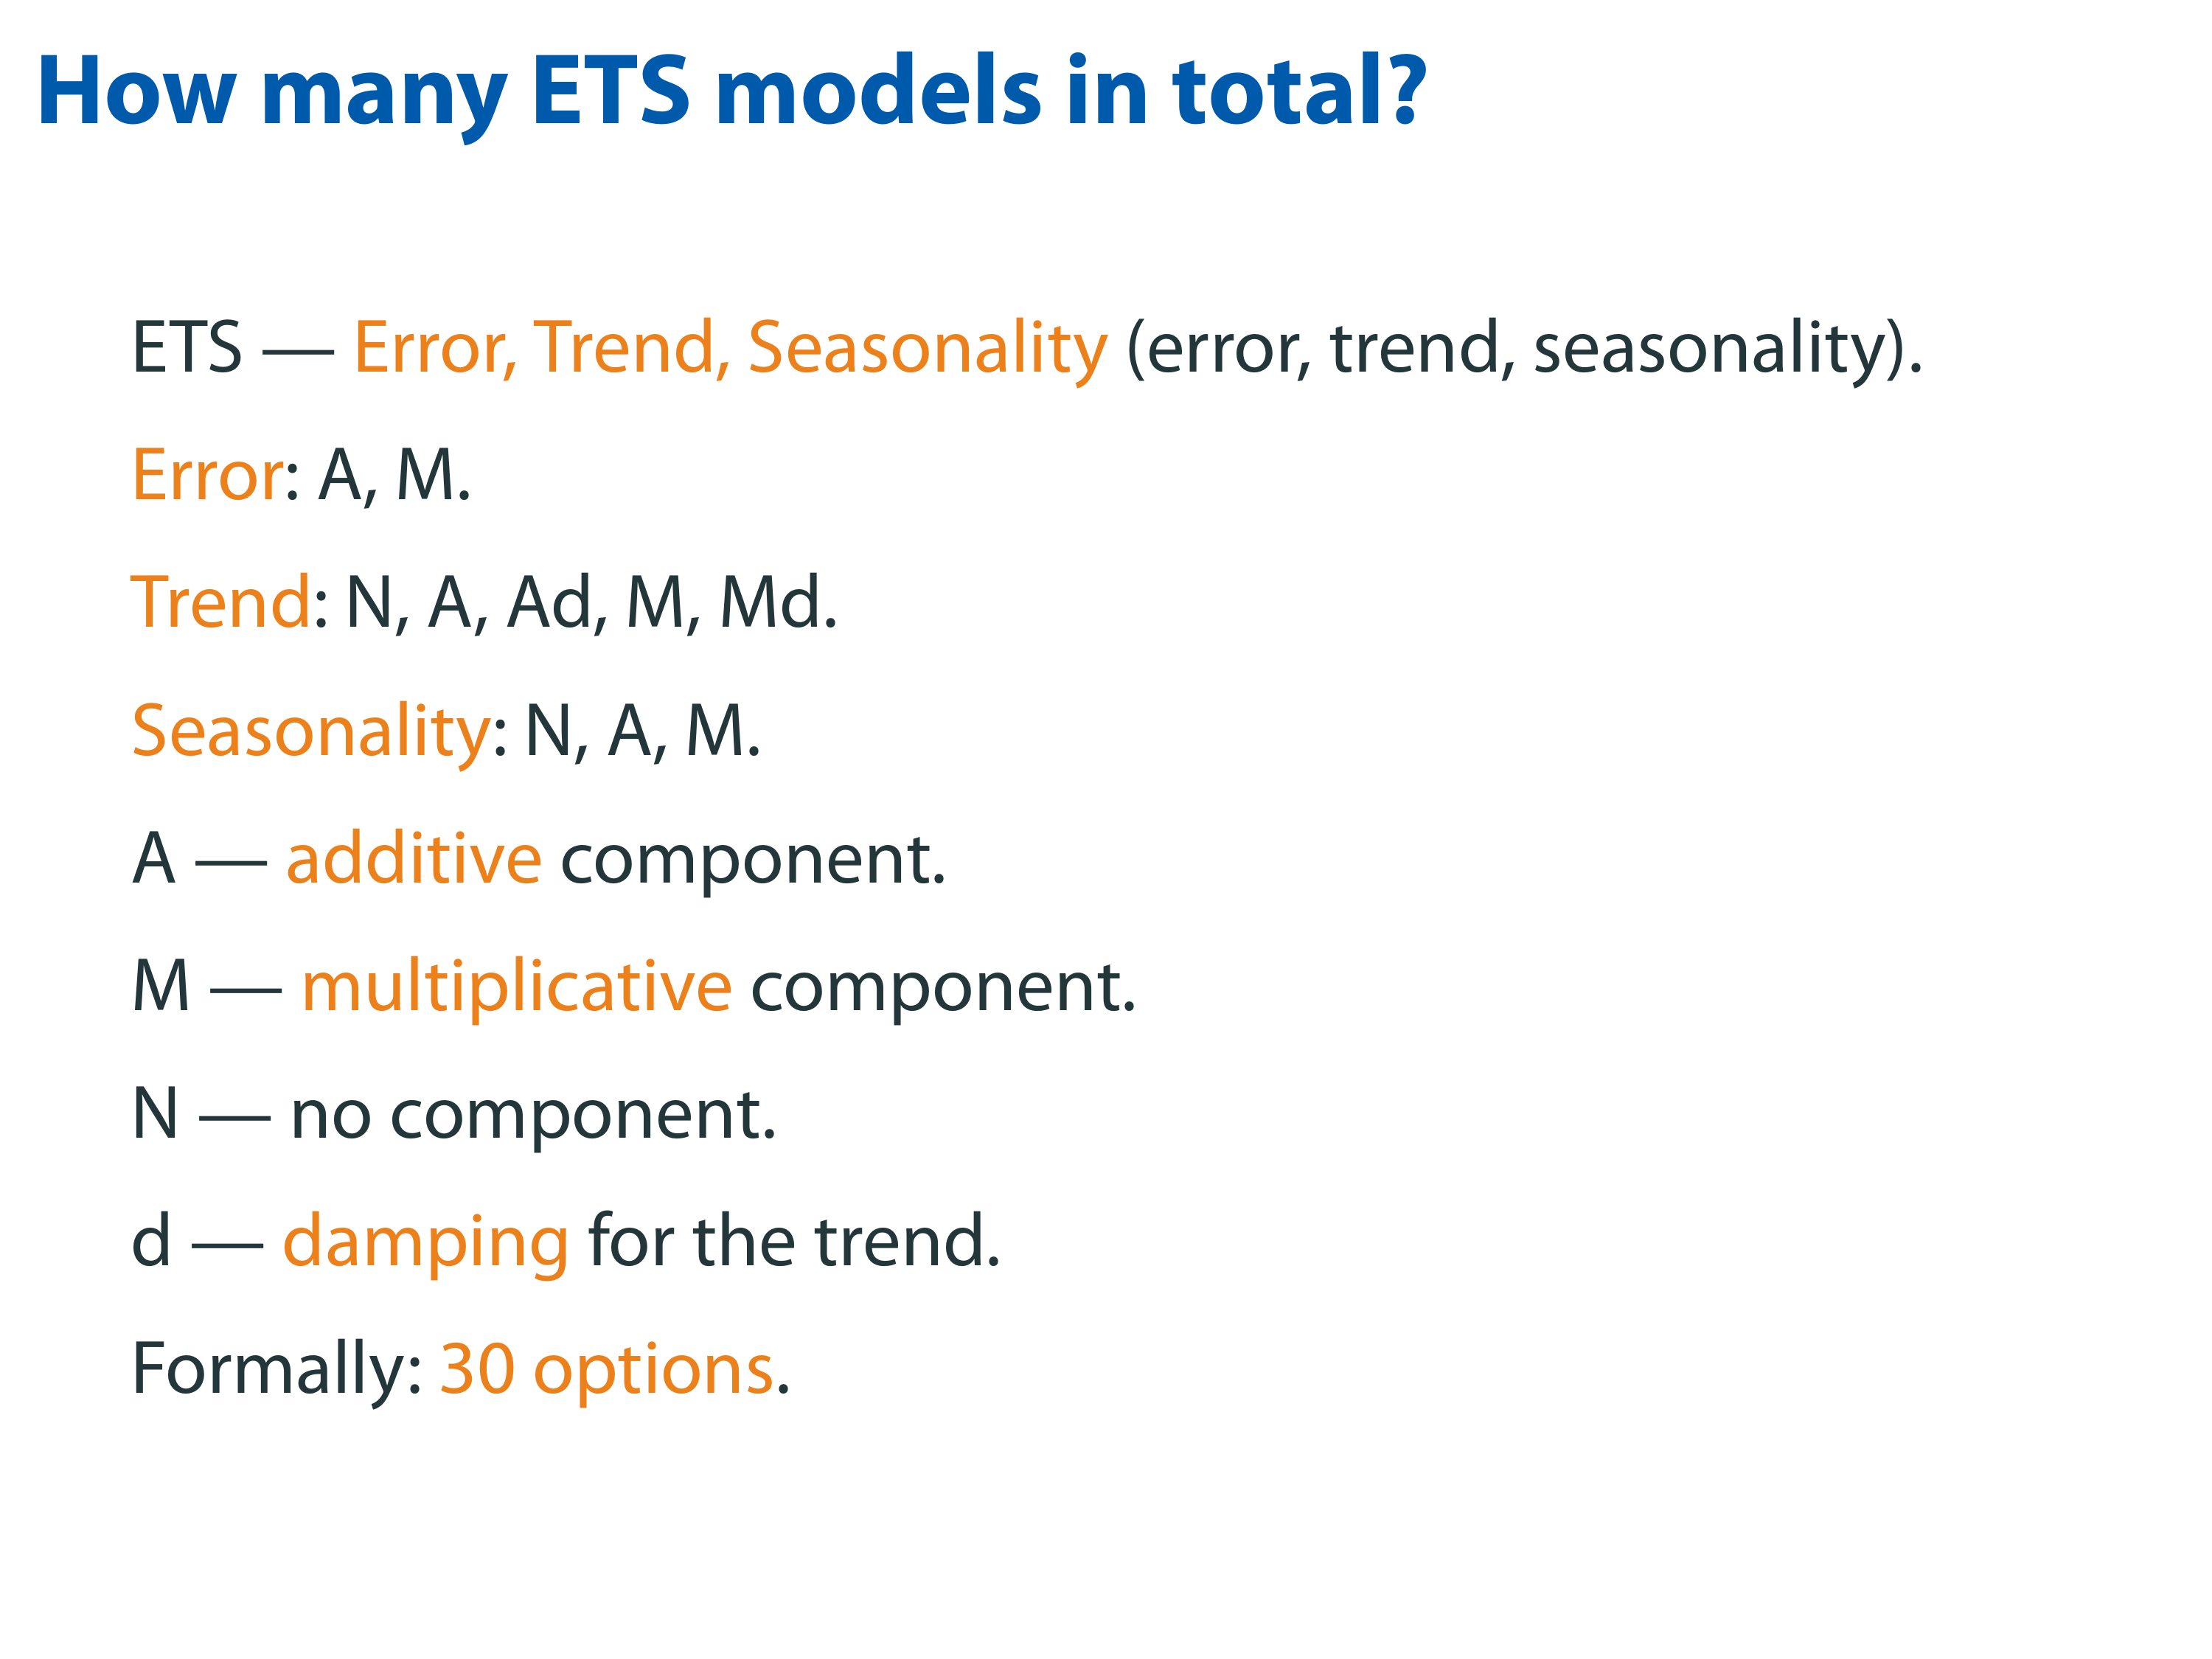 How many ETS models in total?
ETS — Error, Trend, Seasonality (error, trend, seasonality).
Error: A, M.
Trend: N, A, Ad, M, Md.
Seasonality: N, A, M.
A — additive component.
M — multiplicative component.
N — no component.
d — damping for the trend.
Formally: 30 options.